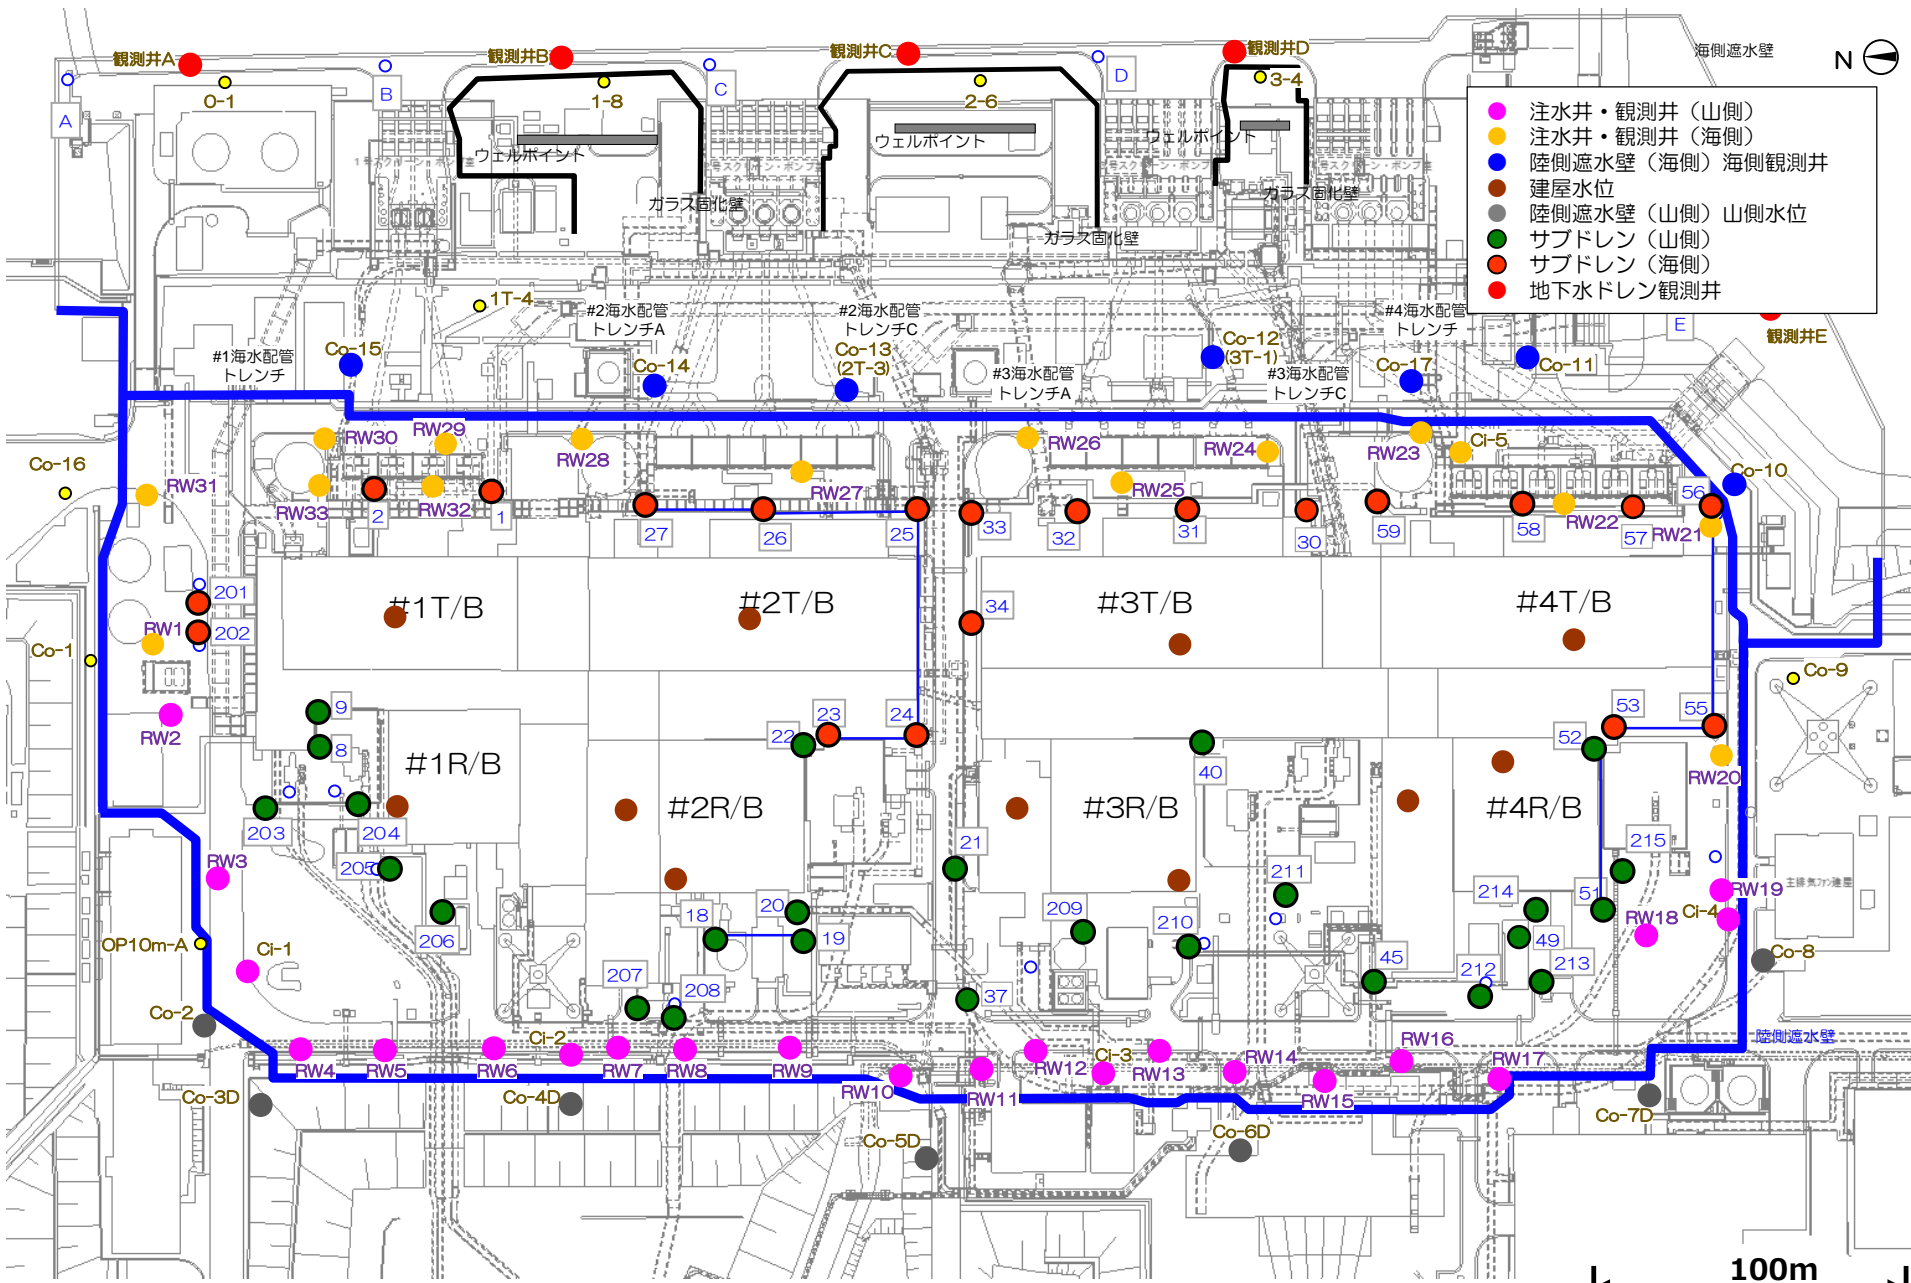 観測井A
観測井B
観測井C
観測井D
海側遮水壁
N
A
0-1
B
1-8
C
2-6
D
3-4
ウェルポイント
ウェルポイント
ウェルポイント
ガラス固化壁
ガラス固化壁
ガラス固化壁
注水井・観測井（山側）
注水井・観測井（海側）
陸側遮水壁（海側）海側観測井
建屋水位
陸側遮水壁（山側）山側水位
サブドレン（山側）
サブドレン（海側）
地下水ドレン観測井
E
観測井E
1T-4
#1海水配管
トレンチ
#2海水配管
トレンチA
#2海水配管
トレンチC
#3海水配管
トレンチA
#3海水配管
トレンチC
#4海水配管
トレンチ
Co-15
Co-14
Co-13
(2T-3)
Co-12
(3T-1)
Co-17
Co-11
Co-16
RW31
RW30
RW29
RW28
RW27
RW26
RW25
RW24
RW23
Ci-5
Co-10
RW33
2
RW32
1
27
26
25
33
32
31
30
59
58
RW22
57
56
RW21
201
202
RW1
Co-1
RW2
#1T/B
#2T/B
#3T/B
#4T/B
34
Co-9
9
8
22
23
24
40
52
53
55
RW20
#1R/B
#2R/B
#3R/B
#4R/B
203
204
205
206
RW3
21
211
215
214
51
RW19
主排気ファン建屋
OP10m-A
Ci-1
18
20
19
209
210
45
49
212
213
RW18
Ci-4
Co-8
207
208
37
Co-2
Co-3D
RW4
RW5
RW6
Ci-2
RW7
RW8
RW9
RW10
RW11
RW12
Ci-3
RW13
RW14
RW15
RW16
RW17
陸側遮水壁
Co-4D
Co-5D
Co-6D
Co-7D
100m